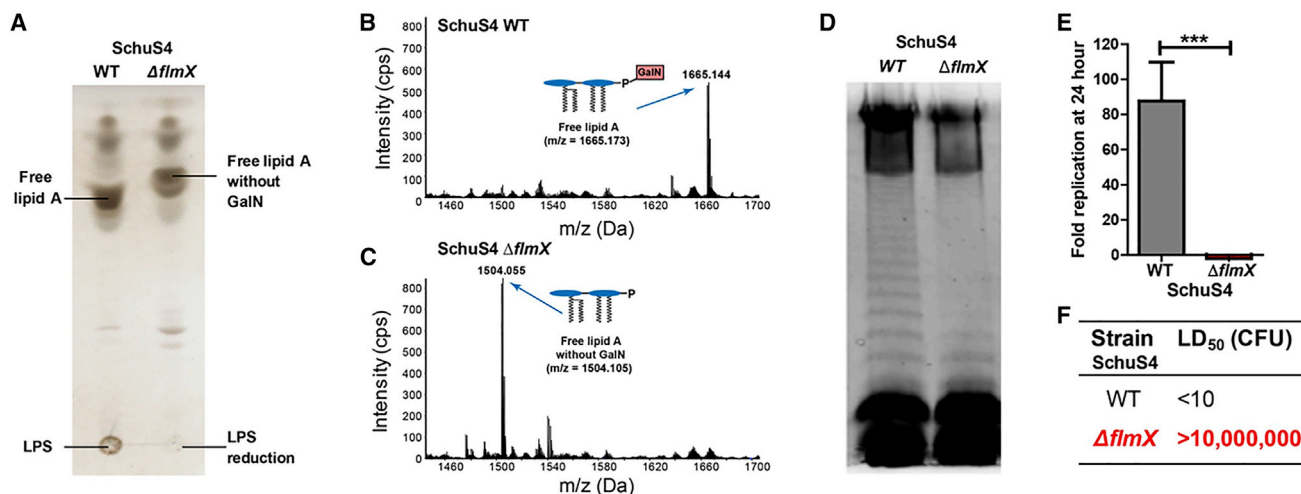 A
SchuS4
WT ΔflmX
Free
lipid A
Free lipid A
without
GalN
LPS
LPS
reduction
B
SchuS4 WT
Intensity (cps)
800
700
600
500
400
300
200
100
0
GalN
P
1665.144
Free lipid A
(m/z = 1665.173)
1460 1500 1540 1580 1620 1660 1700
m/z (Da)
C
SchuS4 ΔflmX
1504.055
Intensity (cps)
800
700
600
500
400
300
200
100
0
P
Free lipid A
without GalN
(m/z = 1504.105)
1460 1500 1540 1580 1620 1660 1700
m/z (Da)
D
SchuS4
WT ΔflmX
E
Fold replication at 24 hour
120
100
80
60
40
20
0
***
WT ΔflmX
SchuS4
F
Strain LD50 (CFU)
SchuS4
WT <10
ΔflmX >10,000,000